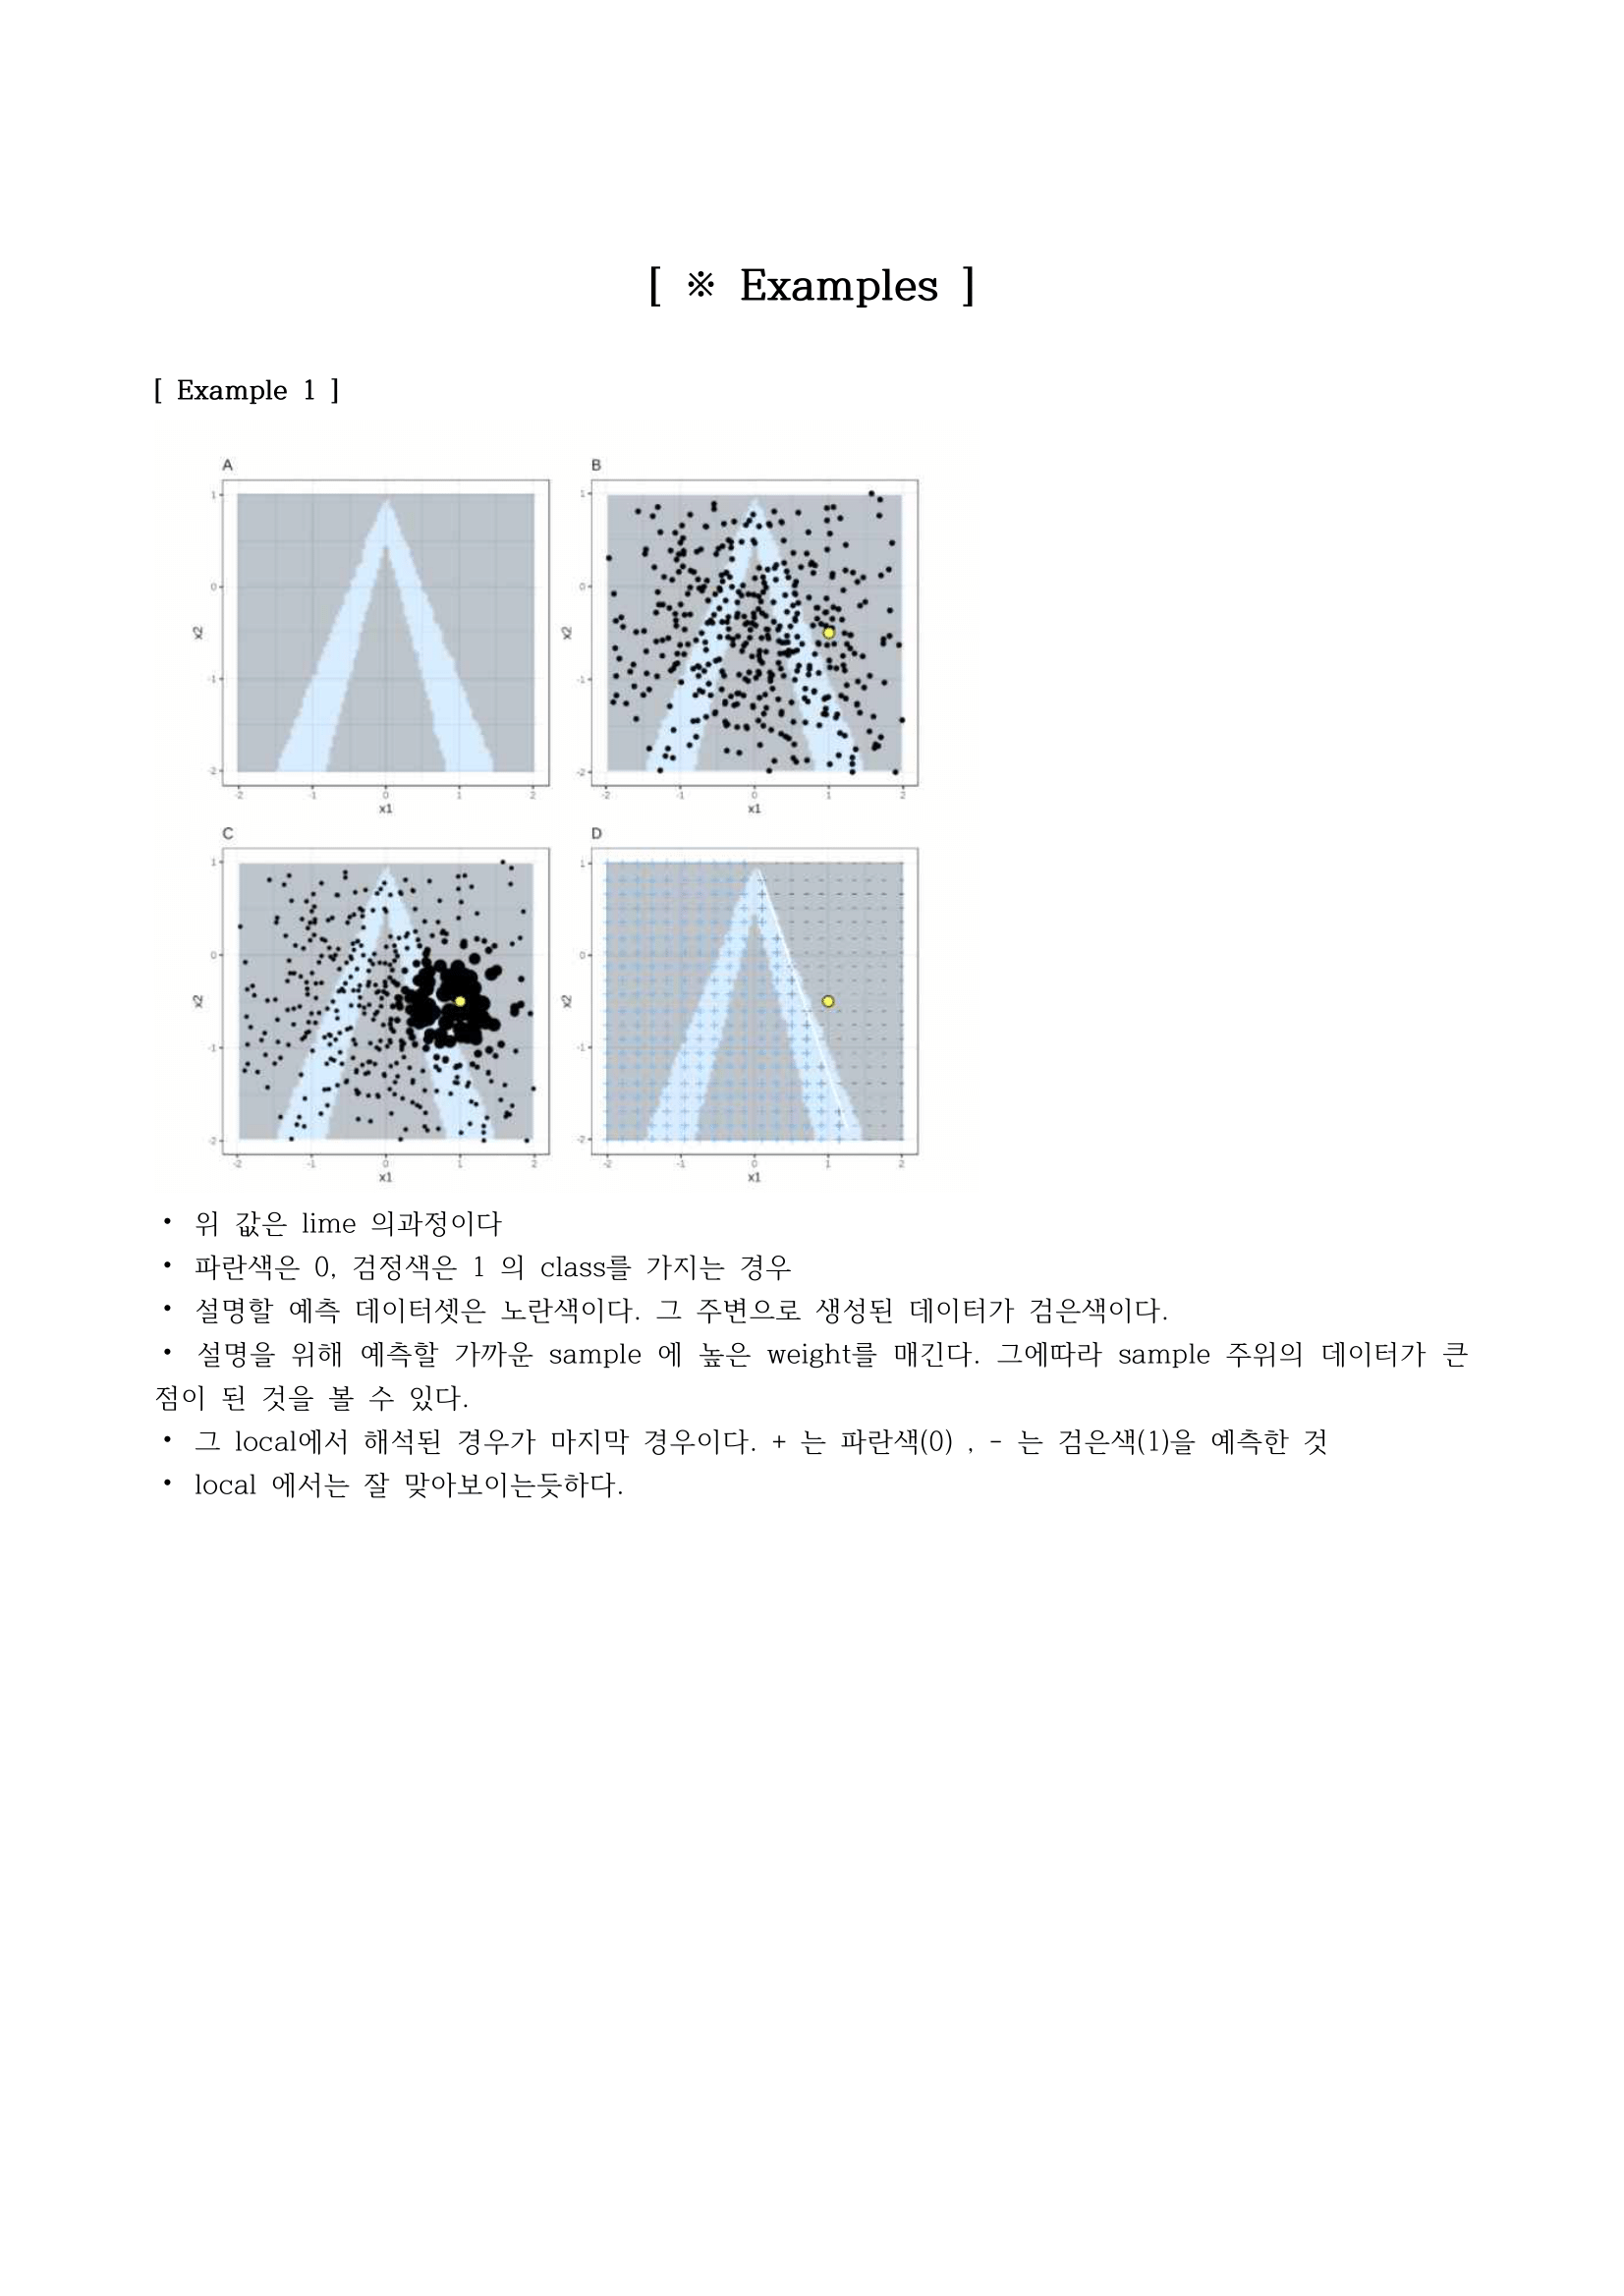 [ ※ Examples ]
[ Example 1 ]
A
B
1
0
-1
-2
x2
-2 -1 0 1 2
x1
1
0
-1
-2
x2
-2 -1 0 1 2
x1
C
D
1
0
-1
-2
x2
-2 -1 0 1 2
x1
1
0
-1
-2
x2
-2 -1 0 1 2
x1
• 위 값은 lime 의과정이다
• 파란색은 0, 검정색은 1 의 class를 가지는 경우
• 설명할 예측 데이터셋은 노란색이다. 그 주변으로 생성된 데이터가 검은색이다.
• 설명을 위해 예측할 가까운 sample 에 높은 weight를 매긴다. 그에따라 sample 주위의 데이터가 큰
점이 된 것을 볼 수 있다.
• 그 local에서 해석된 경우가 마지막 경우이다. + 는 파란색(0) , - 는 검은색(1)을 예측한 것
• local 에서는 잘 맞아보이는듯하다.